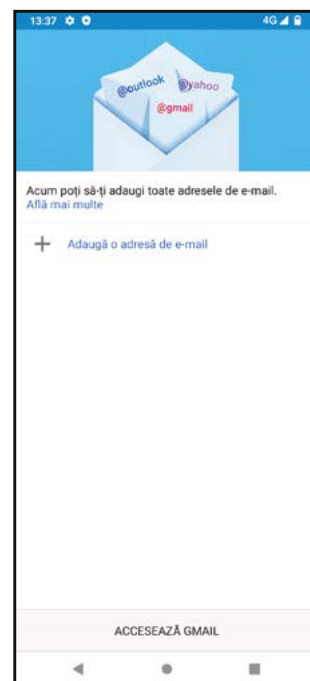 13:37 4G
@outlook @yahoo
@gmail
Acum poți să-ți adaugi toate adresele de e-mail.
Află mai multe
Adaugă o adresă de e-mail
ACCESEAZĂ GMAIL